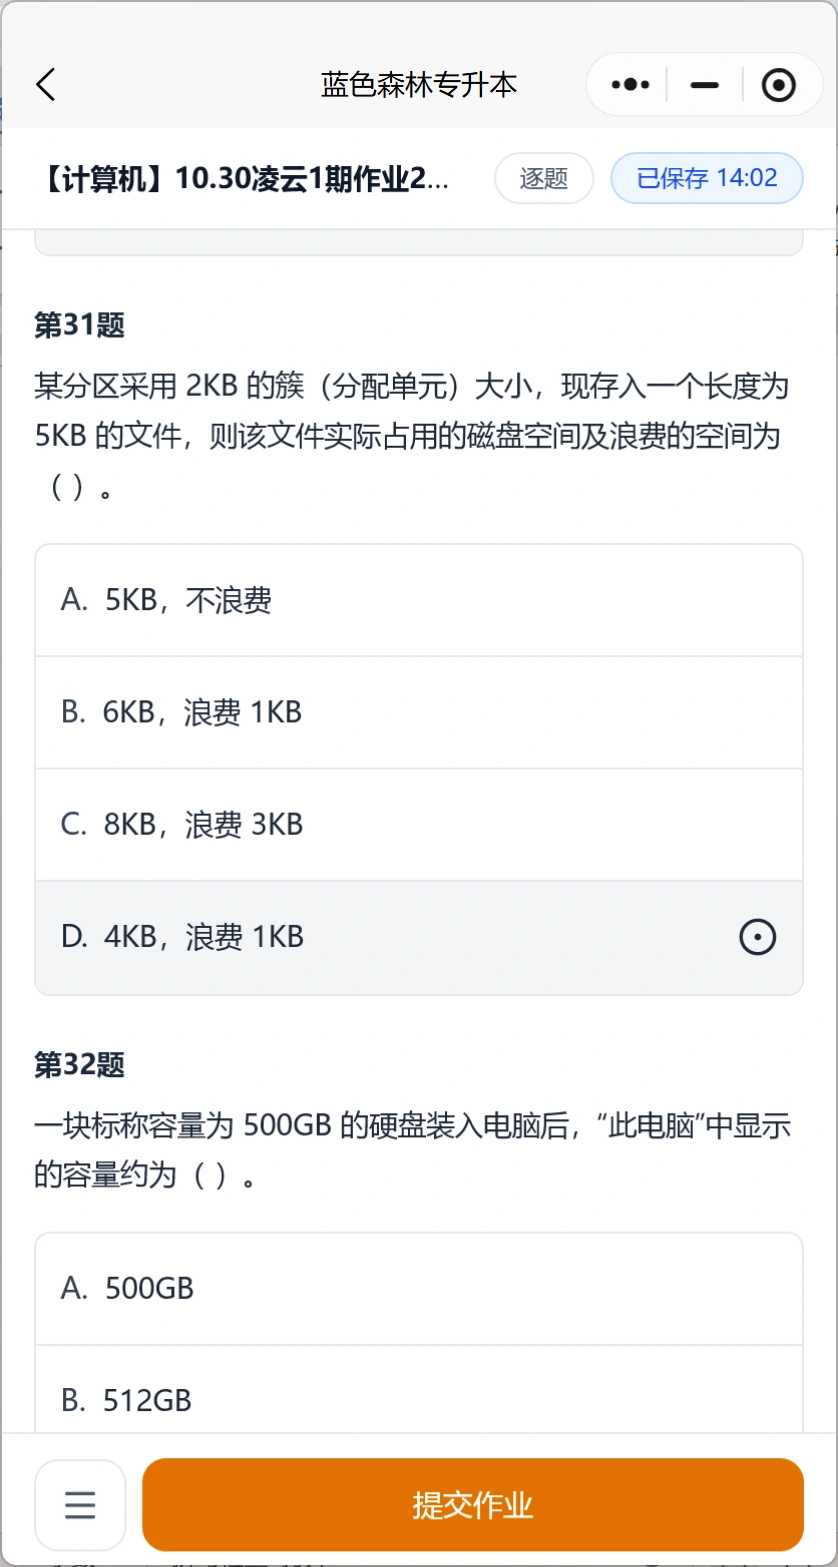 蓝色森林专升本
【计算机】10.30凌云1期作业2...
逐题
已保存 14:02
第31题
某分区采用 2KB 的簇（分配单元）大小，现存入一个长度为
5KB 的文件，则该文件实际占用的磁盘空间及浪费的空间为
（ ）。
A. 5KB，不浪费
B. 6KB，浪费 1KB
C. 8KB，浪费 3KB
D. 4KB，浪费 1KB
第32题
一块标称容量为 500GB 的硬盘装入电脑后，“此电脑”中显示
的容量约为（ ）。
A. 500GB
B. 512GB
提交作业